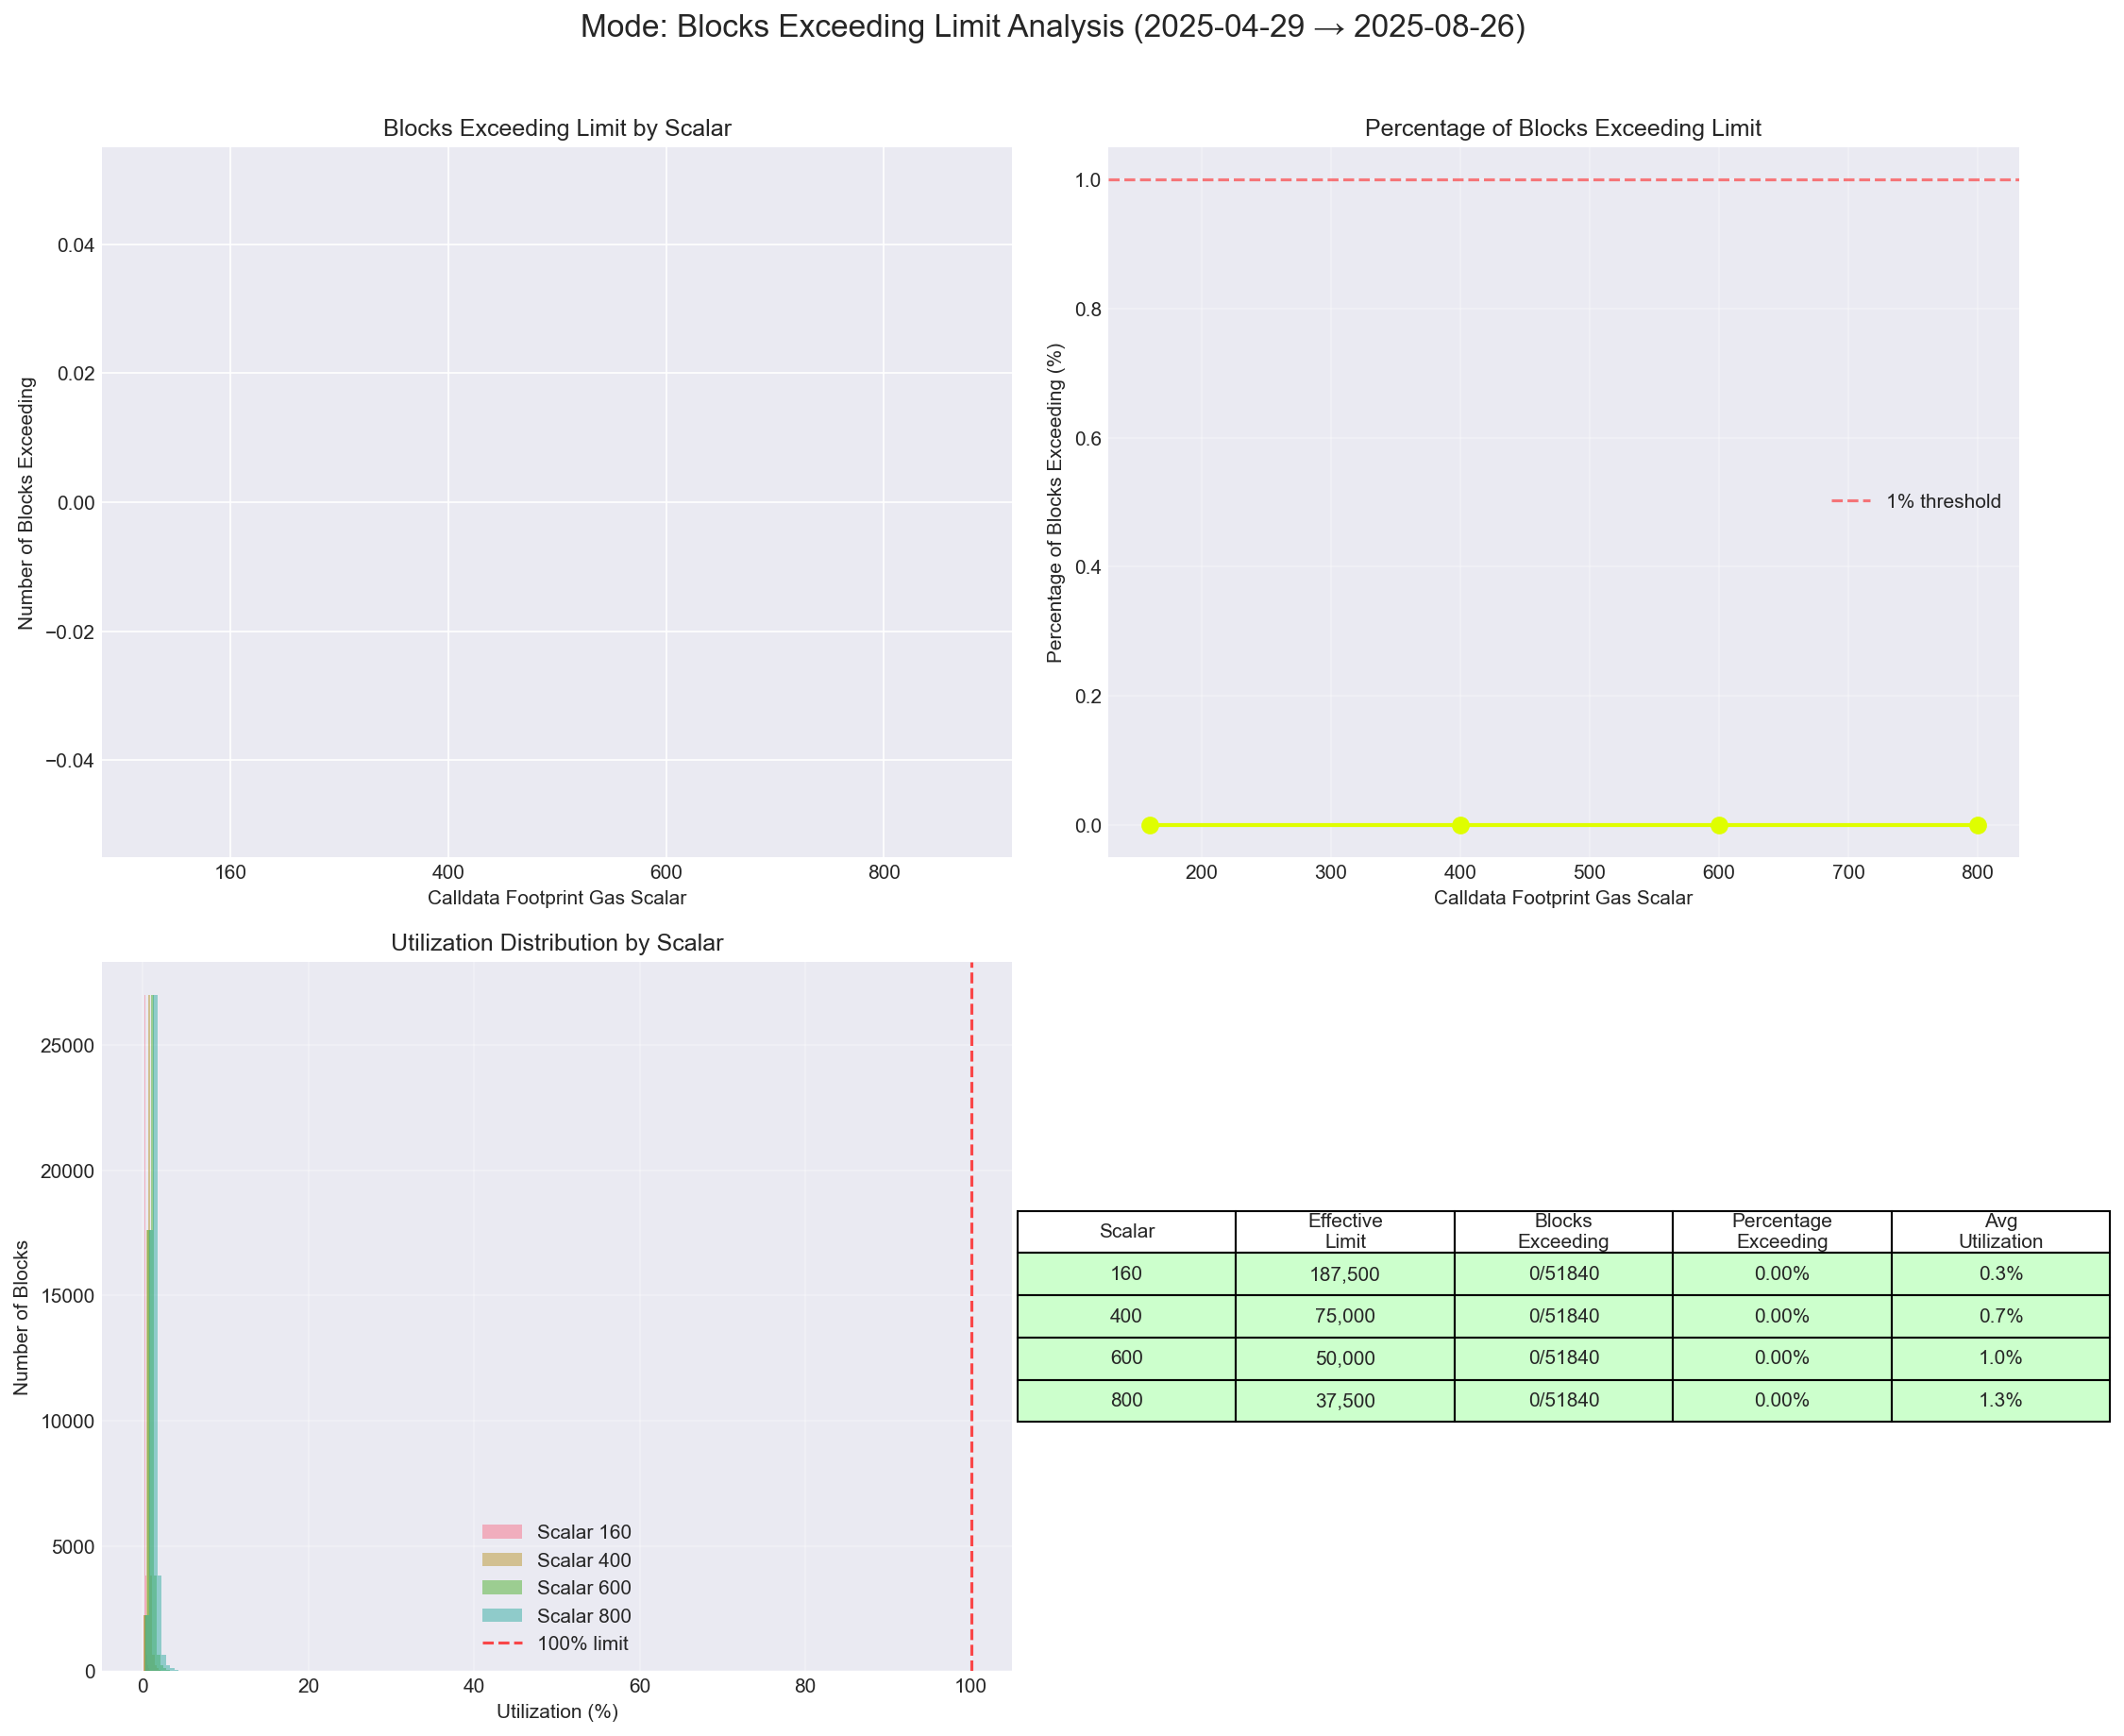 Mode: Blocks Exceeding Limit Analysis (2025-04-29 → 2025-08-26)
Blocks Exceeding Limit by Scalar
Number of Blocks Exceeding
0.04
0.02
0.00
−0.02
−0.04
160 400 600 800
Calldata Footprint Gas Scalar
Percentage of Blocks Exceeding Limit
Percentage of Blocks Exceeding (%)
1.0
0.8
0.6
0.4
0.2
0.0
1% threshold
200 300 400 500 600 700 800
Calldata Footprint Gas Scalar
Utilization Distribution by Scalar
Number of Blocks
25000
20000
15000
10000
5000
0
Scalar 160
Scalar 400
Scalar 600
Scalar 800
100% limit
0 20 40 60 80 100
Utilization (%)
Scalar Effective Limit Blocks Exceeding Percentage Exceeding Avg Utilization
160 187,500 0/51840 0.00% 0.3%
400 75,000 0/51840 0.00% 0.7%
600 50,000 0/51840 0.00% 1.0%
800 37,500 0/51840 0.00% 1.3%